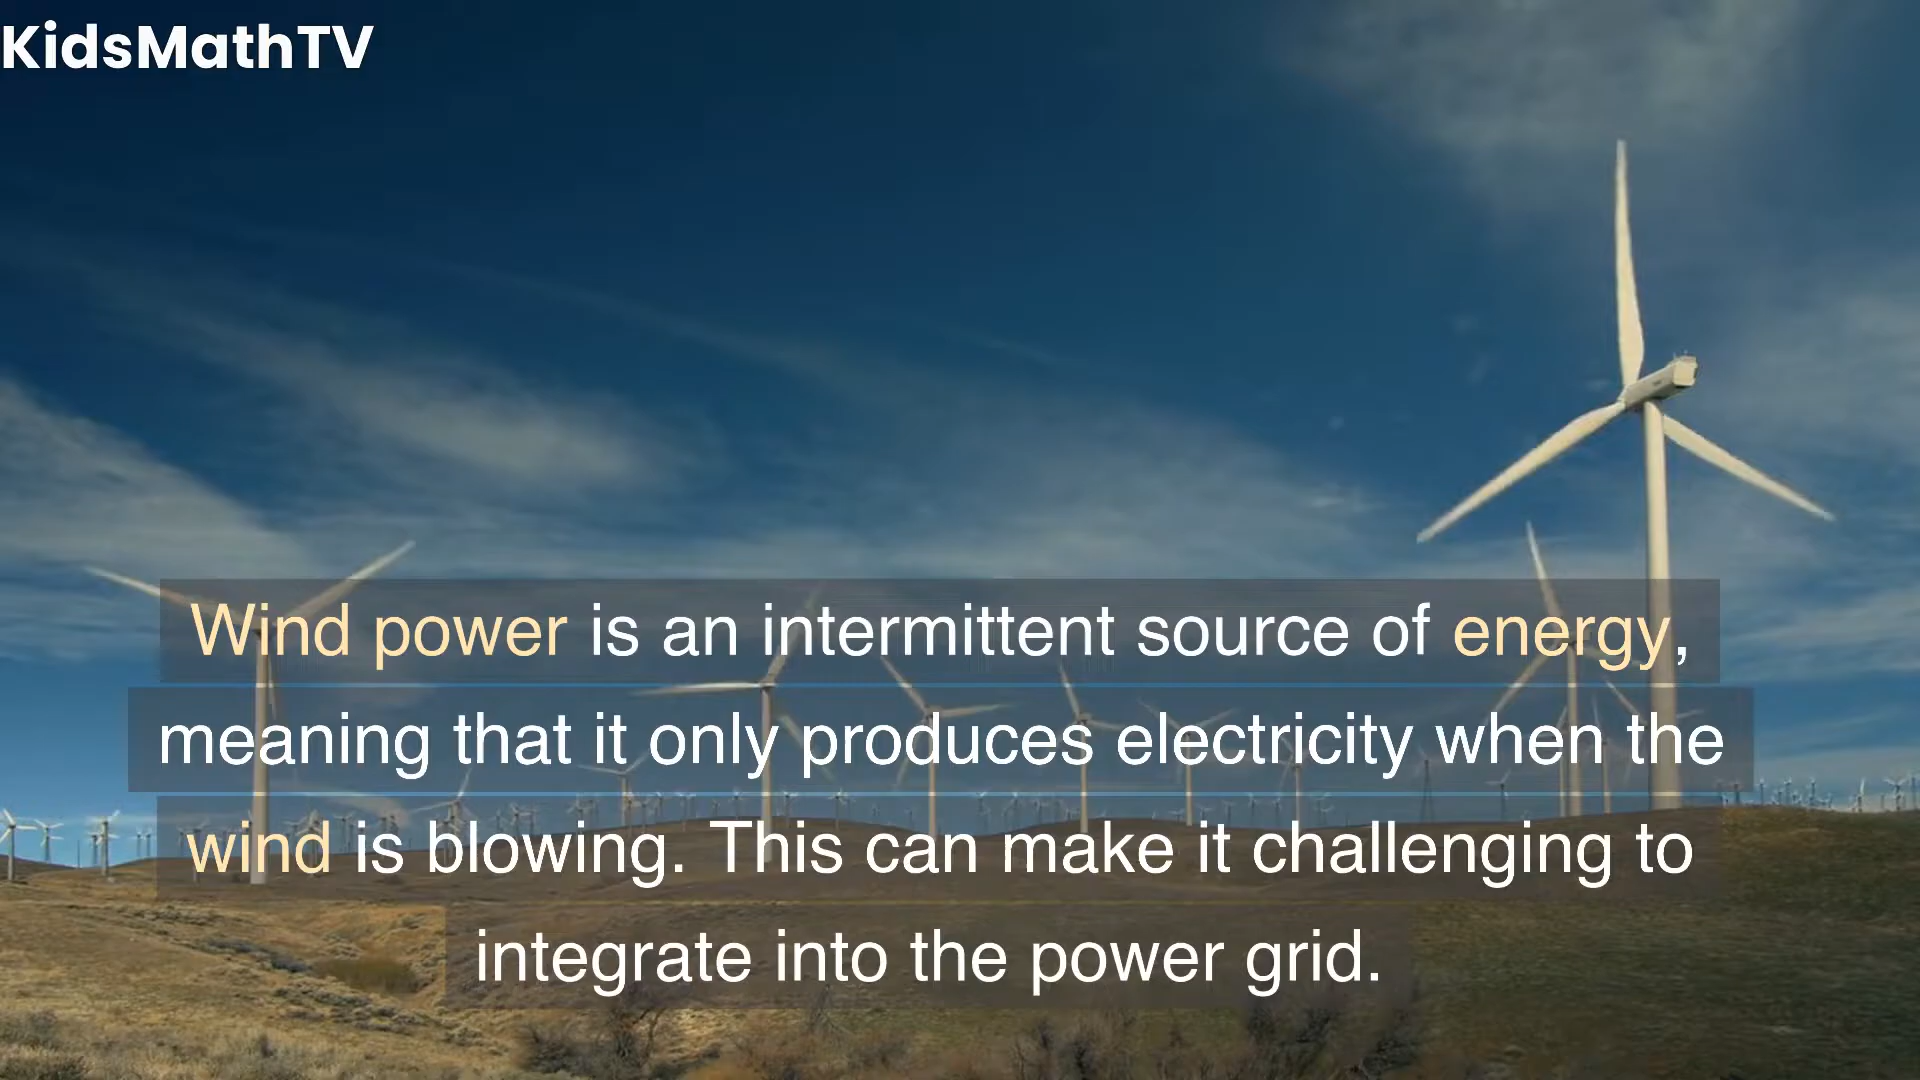 KidsMathTV
Wind power is an intermittent source of energy,
meaning that it only produces electricity when the
wind is blowing. This can make it challenging to
integrate into the power grid.